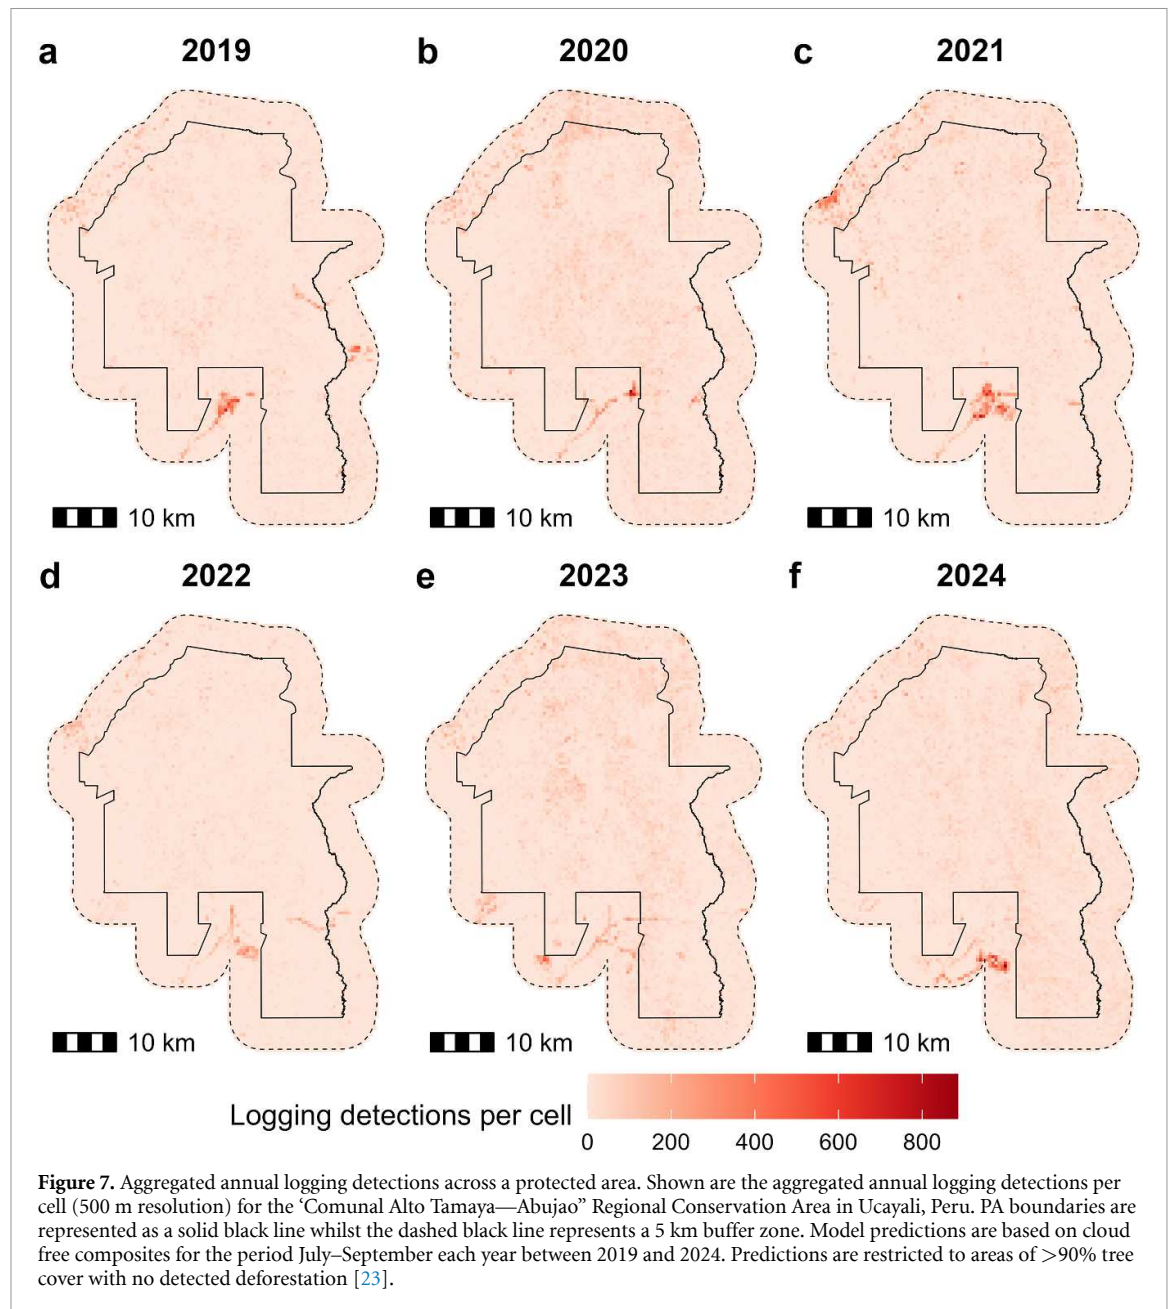 a 2019
b 2020
c 2021
10 km
10 km
10 km
d 2022
e 2023
f 2024
10 km
10 km
10 km
Logging detections per cell
0 200 400 600 800
Figure 7. Aggregated annual logging detections across a protected area. Shown are the aggregated annual logging detections per
cell (500 m resolution) for the ‘Comunal Alto Tamaya—Abujao” Regional Conservation Area in Ucayali, Peru. PA boundaries are
represented as a solid black line whilst the dashed black line represents a 5 km buffer zone. Model predictions are based on cloud
free composites for the period July–September each year between 2019 and 2024. Predictions are restricted to areas of >90% tree
cover with no detected deforestation [23].